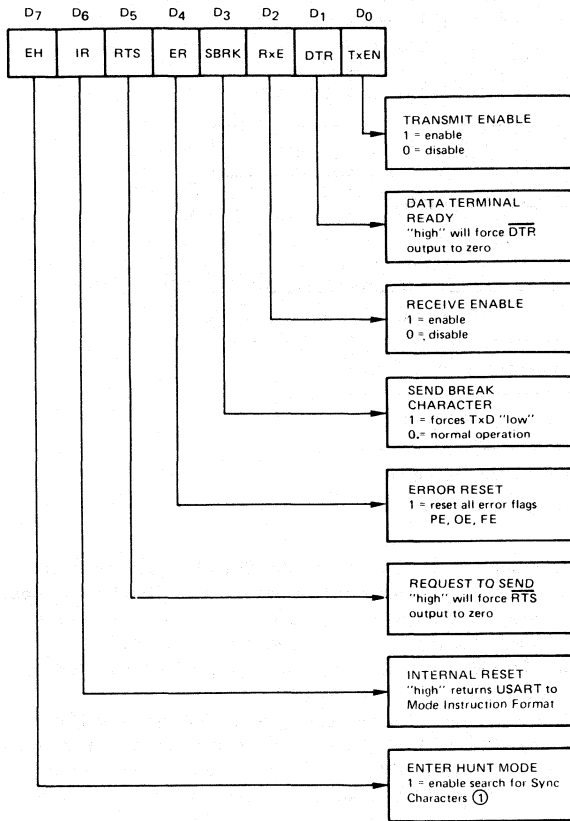 D7 D6 D5 D4 D3 D2 D1 D0
EH IR RTS ER SBRK RxE DTR TxEN
TRANSMIT ENABLE
1 = enable
0 = disable
DATA TERMINAL
READY
"high" will force D̅T̅R̅
output to zero
RECEIVE ENABLE
1 = enable
0 = disable
SEND BREAK
CHARACTER
1 = forces TxD "low"
0 = normal operation
ERROR RESET
1 = reset all error flags
PE, OE, FE
REQUEST TO SEND
"high" will force R̅T̅S̅
output to zero
INTERNAL RESET
"high" returns USART to
Mode Instruction Format
ENTER HUNT MODE
1 = enable search for Sync
Characters ①